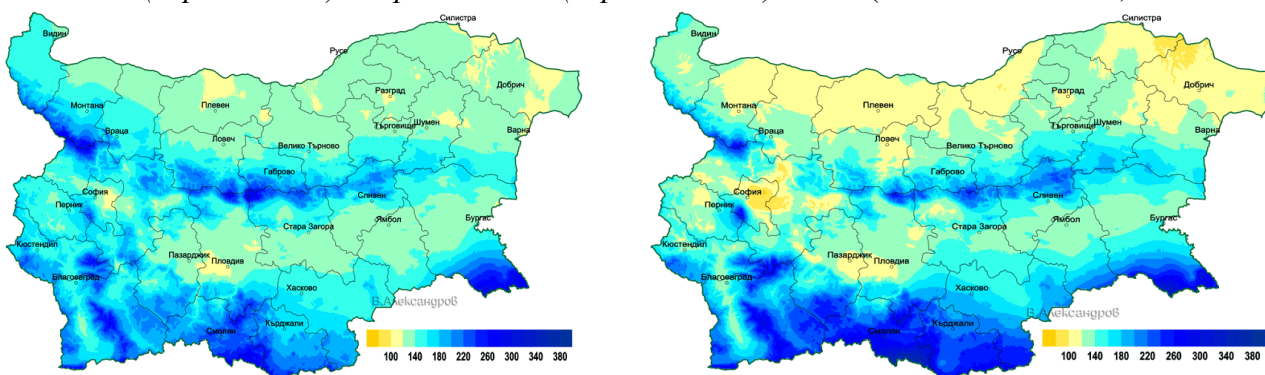 Силистра
Видин
Русе
Добрич
Разград
Монтана
Плевен
Шумен
Търговище
Враца
Варна
Ловеч
Велико Търново
Габрово
София
Сливен
Перник
Ямбол
Бургас
Стара Загора
Кюстендил
Пазарджик
Пловдив
Благоевград
Хасково
В.Александров
Кърджали
Смолян
100 140 180 220 260 300 340 380
Силистра
Видин
Русе
Добрич
Разград
Монтана
Плевен
Шумен
Търговище
Враца
Варна
Ловеч
Велико Търново
Габрово
София
Сливен
Перник
Ямбол
Бургас
Стара Загора
Кюстендил
Пазарджик
Пловдив
Благоевград
Хасково
В.Александров
Кърджали
Смолян
100 140 180 220 260 300 340 380